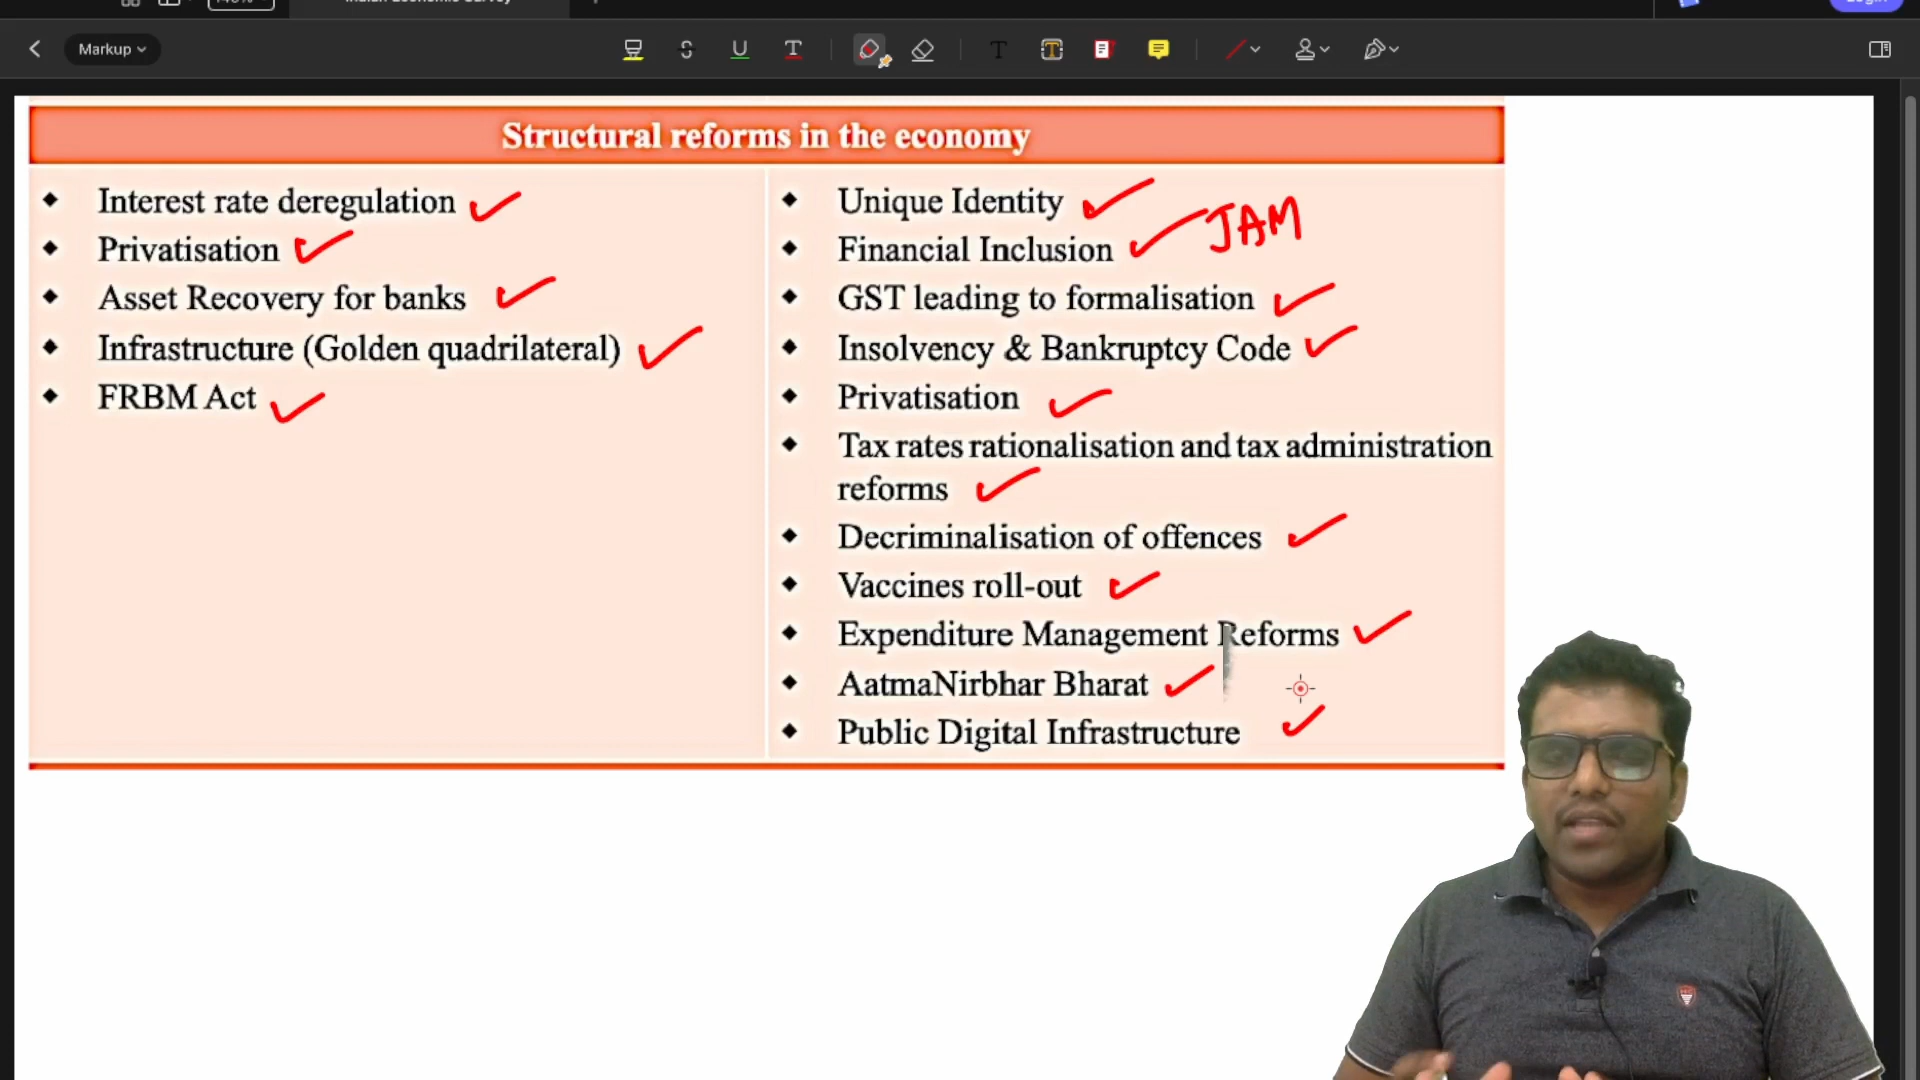 Markup
Structural reforms in the economy
Interest rate deregulation
Privatisation
Asset Recovery for banks
Infrastructure (Golden quadrilateral)
FRBM Act
Unique Identity
Financial Inclusion
JAM
GST leading to formalisation
Insolvency & Bankruptcy Code
Privatisation
Tax rates rationalisation and tax administration
reforms
Decriminalisation of offences
Vaccines roll-out
Expenditure Management Reforms
AatmaNirbhar Bharat
Public Digital Infrastructure